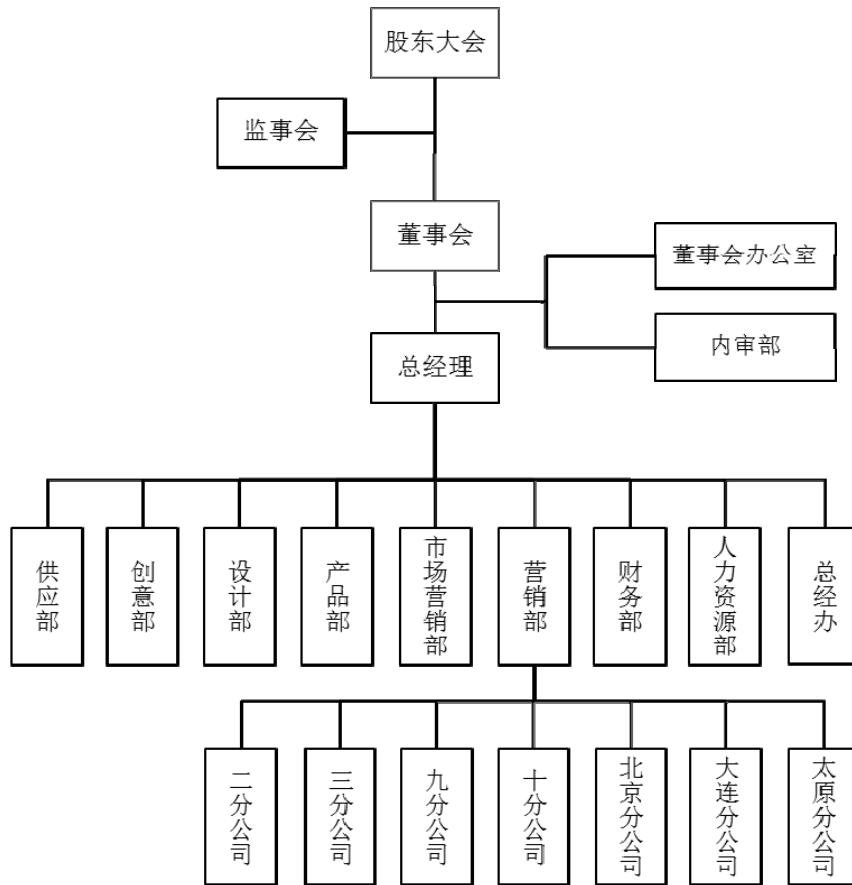 股东大会
监事会
董事会
董事会办公室
内审部
总经理
供应部
创意部
设计部
产品部
市场营销部
营销部
财务部
人力资源部
总经办
二分公司
三分公司
九分公司
十分公司
北京分公司
大连分公司
太原分公司